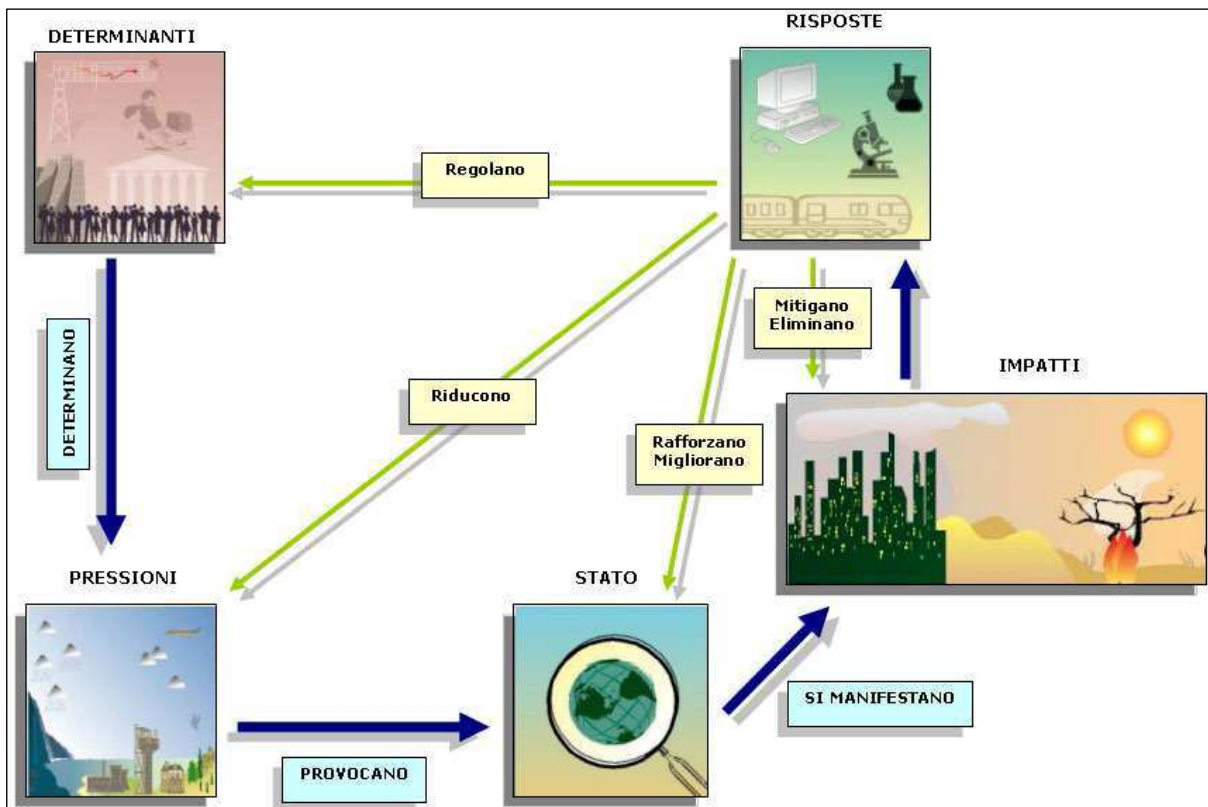 DETERMINANTI
RISPOSTE
Regolano
Mitigano
Eliminano
DETERMINANO
IMPATTI
Riducono
Rafforzano
Migliorano
PRESSIONI
STATO
SI MANIFESTANO
PROVOCANO